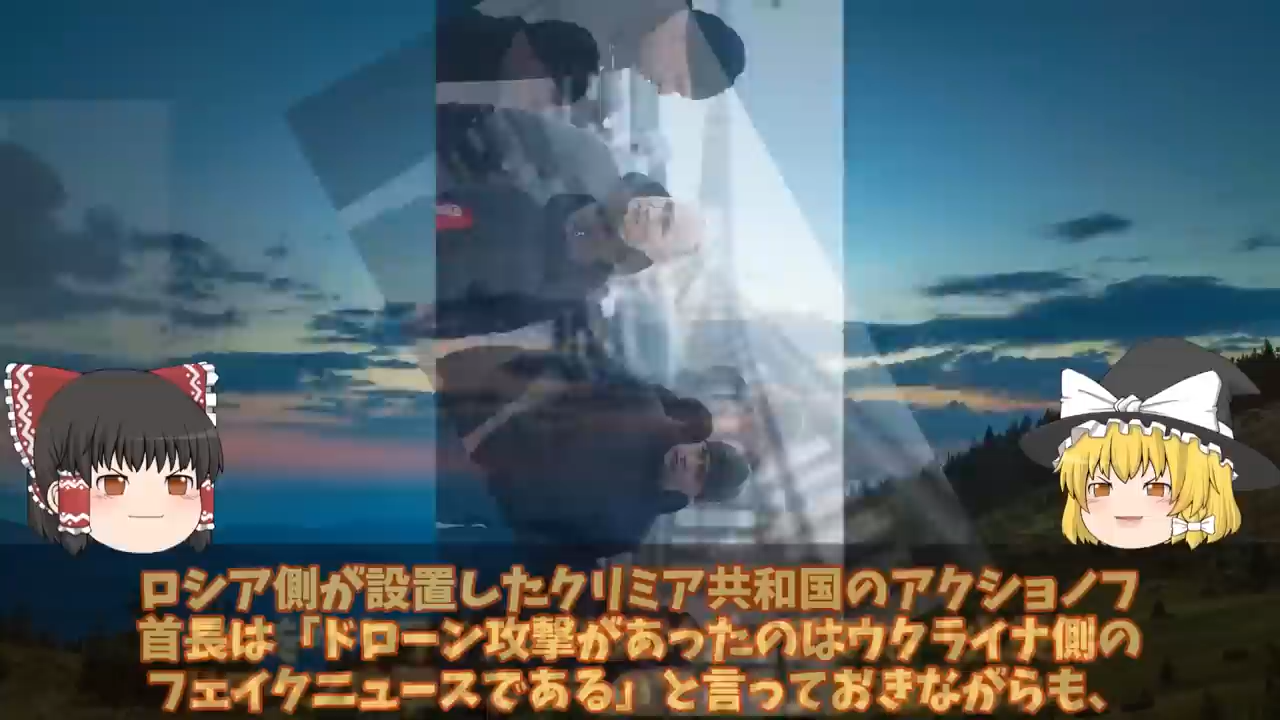 ロシア側が設置したクリミア共和国のアクショノフ
首長は「ドローン攻撃があったのはウクライナ側の
フェイクニュースである」と言っておきながらも、